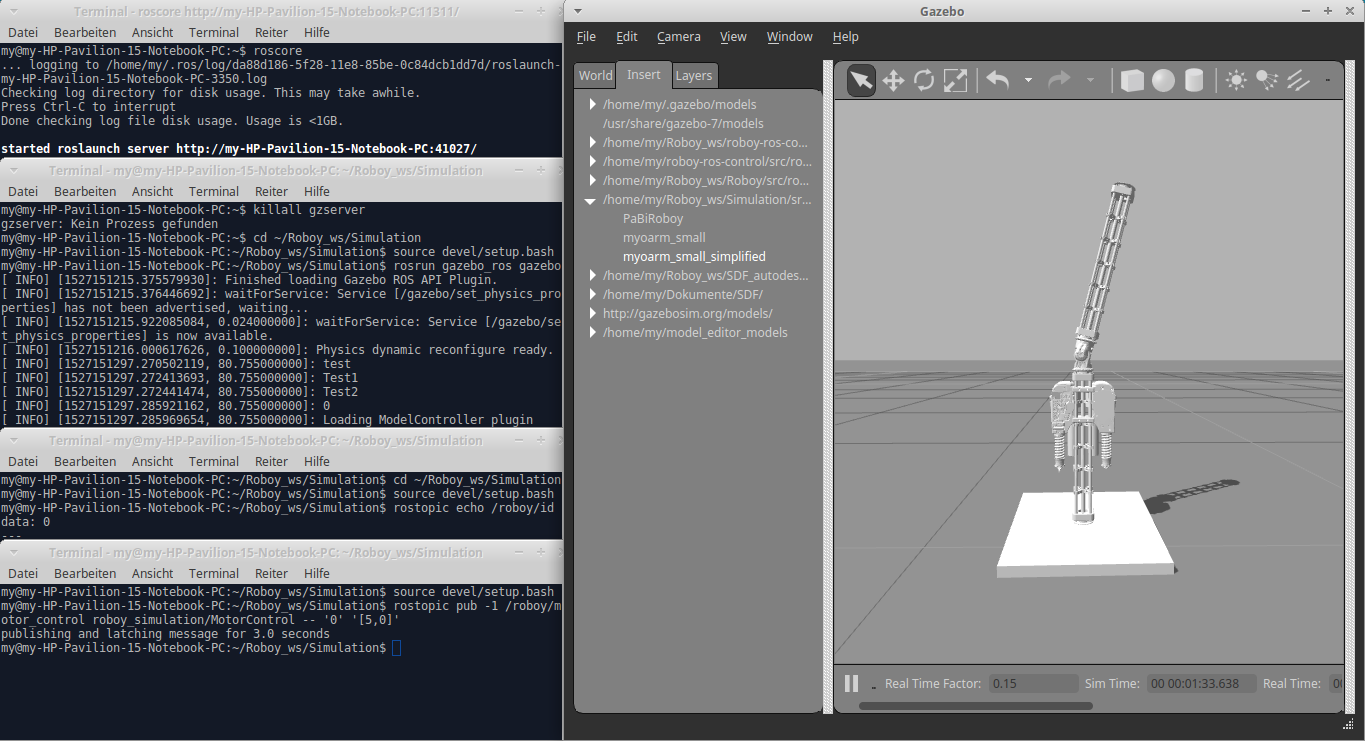 Terminal - roscore http://my-HP-Pavilion-15-Notebook-PC:11311/
Datei Bearbeiten Ansicht Terminal Reiter Hilfe
my@my-HP-Pavilion-15-Notebook-PC:~$ roscore
... logging to /home/my/.ros/log/da88d186-5f28-11e8-85be-0c84dcb1dd7d/roslaunch-
my-HP-Pavilion-15-Notebook-PC-3350.log
Checking log directory for disk usage. This may take awhile.
Press Ctrl-C to interrupt
Done checking log file disk usage. Usage is <1GB.
started roslaunch server http://my-HP-Pavilion-15-Notebook-PC:41027/
Terminal - my@my-HP-Pavilion-15-Notebook-PC: ~/Roboy_ws/Simulation
Datei Bearbeiten Ansicht Terminal Reiter Hilfe
my@my-HP-Pavilion-15-Notebook-PC:~$ killall gzserver
gzserver: Kein Prozess gefunden
my@my-HP-Pavilion-15-Notebook-PC:~$ cd ~/Roboy_ws/Simulation
my@my-HP-Pavilion-15-Notebook-PC:~/Roboy_ws/Simulation$ source devel/setup.bash
my@my-HP-Pavilion-15-Notebook-PC:~/Roboy_ws/Simulation$ rosrun gazebo_ros gazebo
[ INFO] [1527151215.375579930]: Finished loading Gazebo ROS API Plugin.
[ INFO] [1527151215.376446692]: waitForService: Service [/gazebo/set_physics_pro
perties] has not been advertised, waiting...
[ INFO] [1527151215.922085084, 0.024000000]: waitForService: Service [/gazebo/se
t_physics_properties] is now available.
[ INFO] [1527151216.000617626, 0.100000000]: Physics dynamic reconfigure ready.
[ INFO] [1527151297.270502119, 80.755000000]: test
[ INFO] [1527151297.272413693, 80.755000000]: Test1
[ INFO] [1527151297.272441474, 80.755000000]: Test2
[ INFO] [1527151297.285921162, 80.755000000]: 0
[ INFO] [1527151297.285969654, 80.755000000]: Loading ModelController plugin
Terminal - my@my-HP-Pavilion-15-Notebook-PC: ~/Roboy_ws/Simulation
Datei Bearbeiten Ansicht Terminal Reiter Hilfe
my@my-HP-Pavilion-15-Notebook-PC:~/Roboy_ws/Simulation$ cd ~/Roboy_ws/Simulation
my@my-HP-Pavilion-15-Notebook-PC:~/Roboy_ws/Simulation$ source devel/setup.bash
my@my-HP-Pavilion-15-Notebook-PC:~/Roboy_ws/Simulation$ rostopic echo /roboy/id
data: 0
---
Terminal - my@my-HP-Pavilion-15-Notebook-PC: ~/Roboy_ws/Simulation
Datei Bearbeiten Ansicht Terminal Reiter Hilfe
my@my-HP-Pavilion-15-Notebook-PC:~/Roboy_ws/Simulation$ source devel/setup.bash
my@my-HP-Pavilion-15-Notebook-PC:~/Roboy_ws/Simulation$ rostopic pub -1 /roboy/m
otor_control roboy_simulation/MotorControl -- '0' '[5,0]'
publishing and latching message for 3.0 seconds
my@my-HP-Pavilion-15-Notebook-PC:~/Roboy_ws/Simulation$
Gazebo
File Edit Camera View Window Help
World Insert Layers
/home/my/.gazebo/models
/usr/share/gazebo-7/models
/home/my/Roboy_ws/roboy-ros-co...
/home/my/roboy-ros-control/src/ro...
/home/my/Roboy_ws/Roboy/src/ro...
/home/my/Roboy_ws/Simulation/sr...
PaBiRoboy
myoarm_small
myoarm_small_simplified
/home/my/Roboy_ws/SDF_autodes...
/home/my/Dokumente/SDF/
http://gazebosim.org/models/
/home/my/model_editor_models
Real Time Factor: 0.15 Sim Time: 00 00:01:33.638 Real Time: